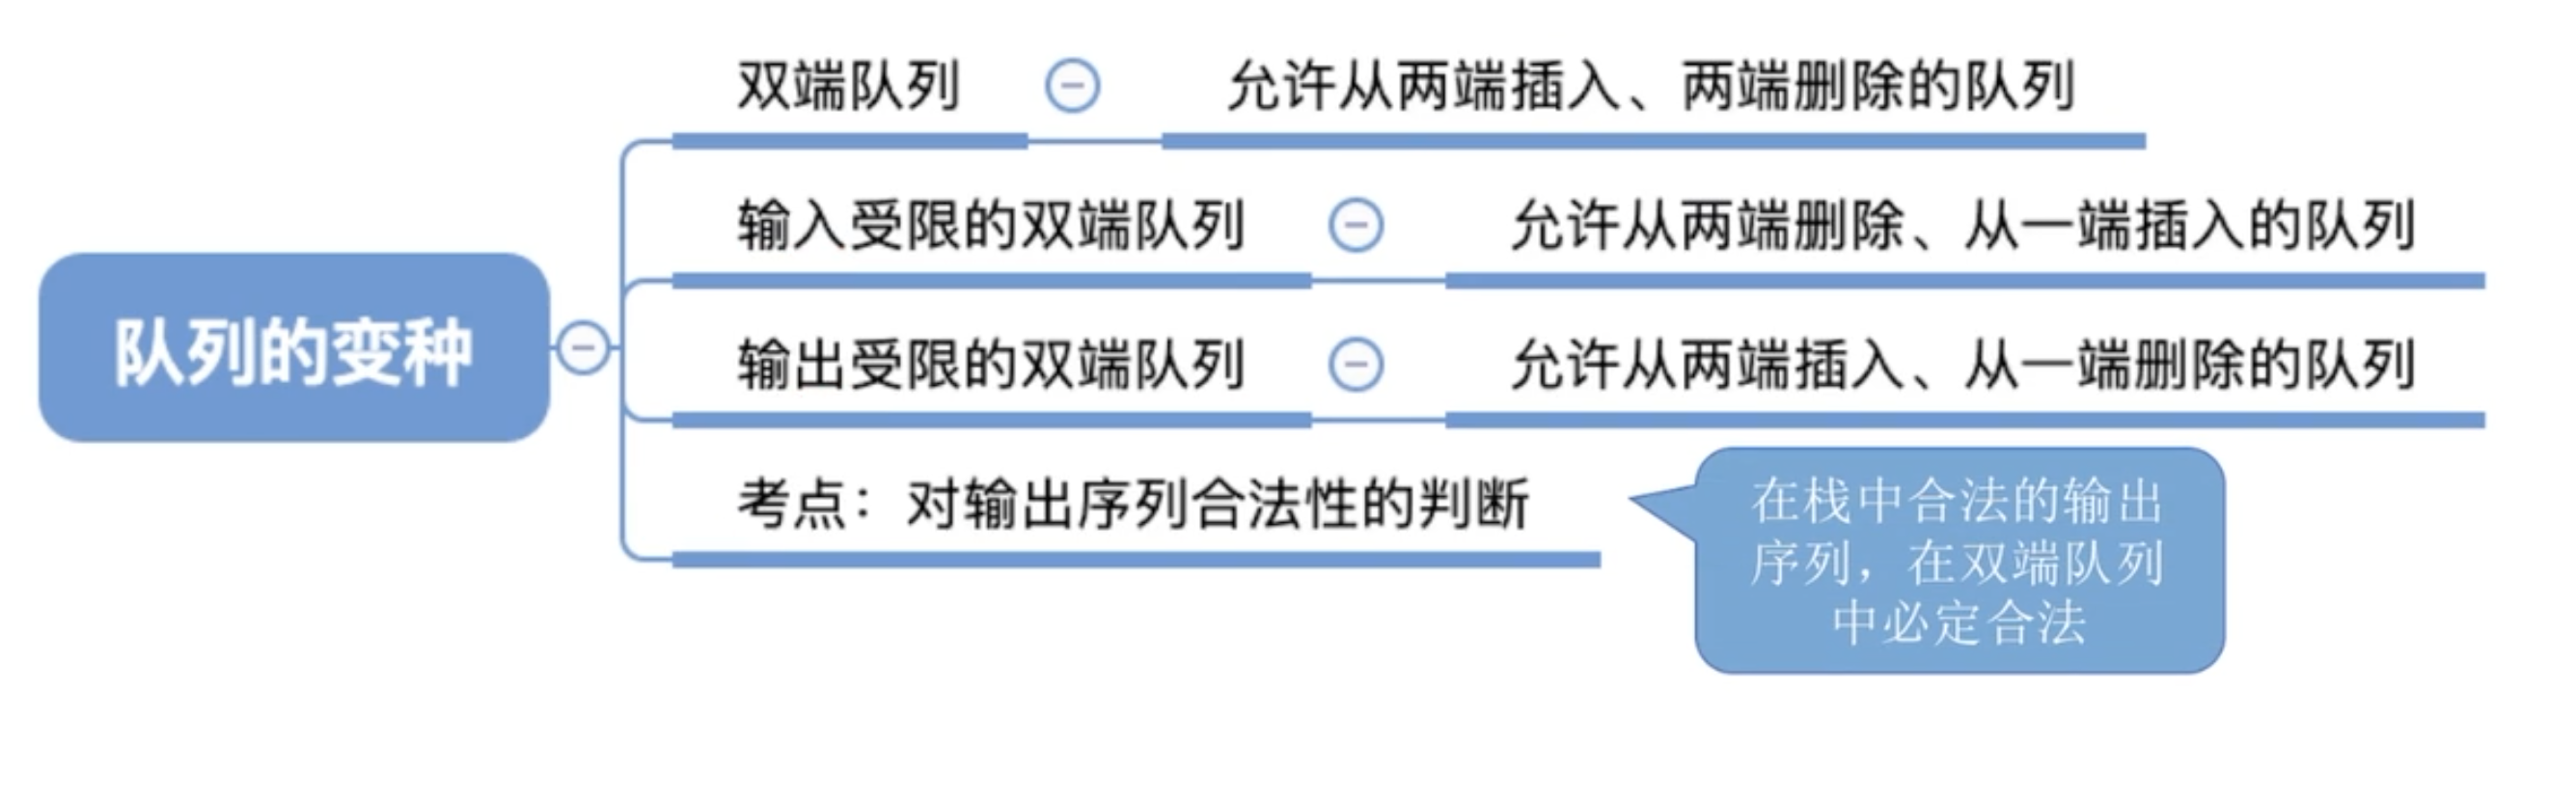 双端队列
允许从两端插入、两端删除的队列
输入受限的双端队列
允许从两端删除、从一端插入的队列
队列的变种
输出受限的双端队列
允许从两端插入、从一端删除的队列
考点：对输出序列合法性的判断
在栈中合法的输出
序列，在双端队列
中必定合法